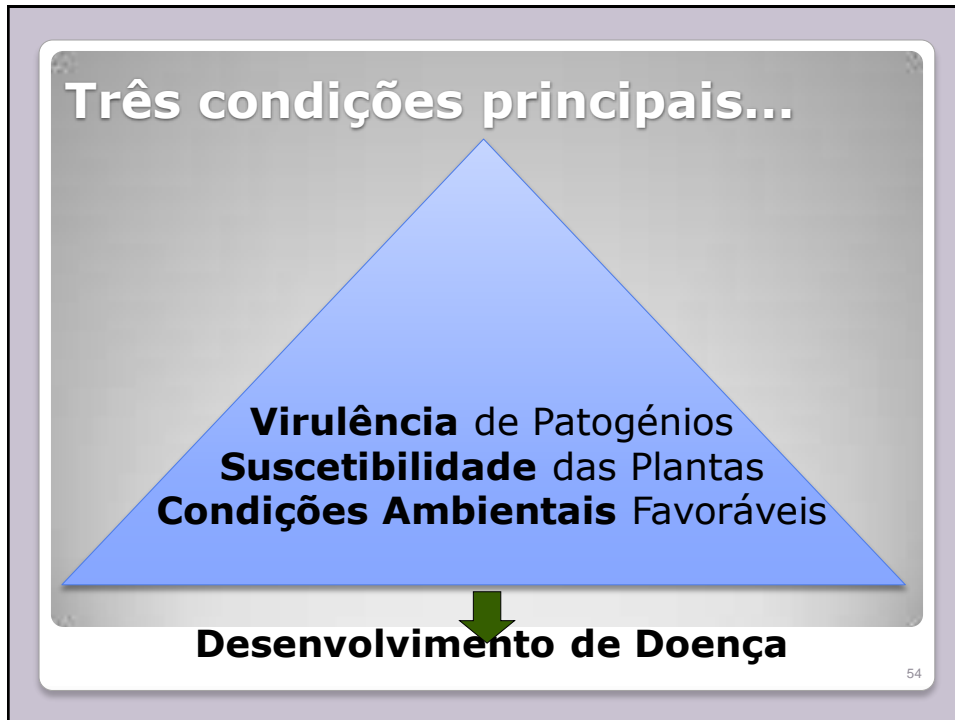 Três condições principais...
Virulência de Patogénios
Suscetibilidade das Plantas
Condições Ambientais Favoráveis
Desenvolvimento de Doença
54